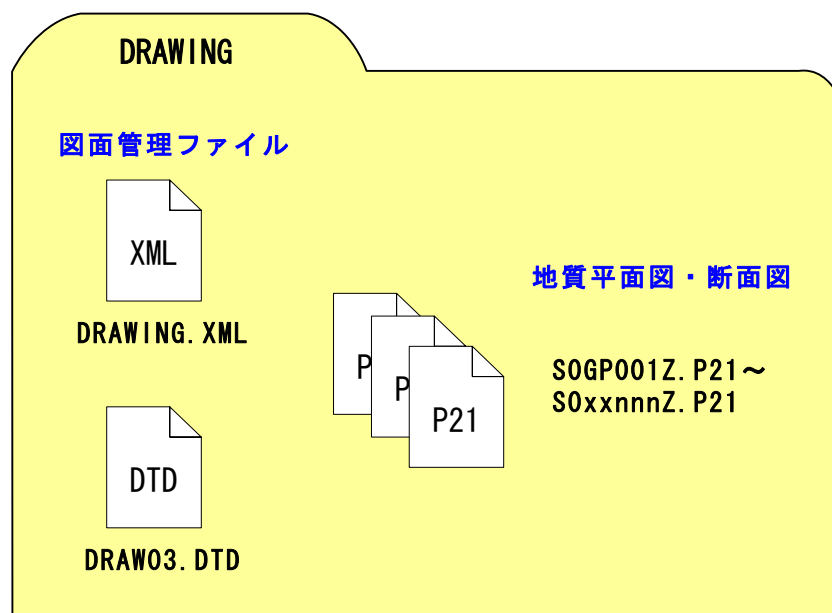 DRAWING
図面管理ファイル
XML
DRAWING.XML
DTD
DRAW03.DTD
P
P
P21
地質平面図・断面図
S0GP001Z.P21～
S0xxnnnZ.P21